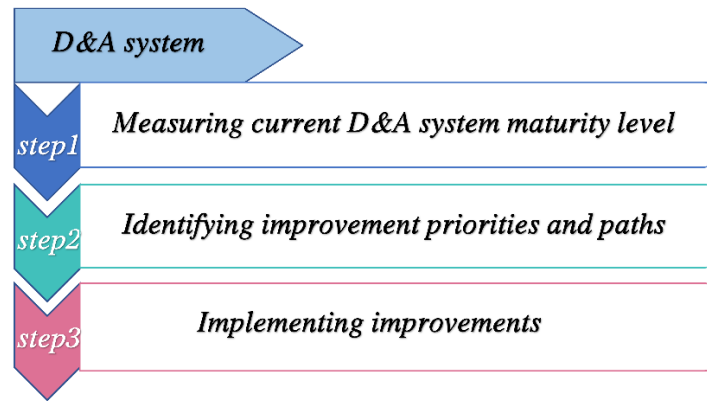 D&A system
step1
Measuring current D&A system maturity level
step2
Identifying improvement priorities and paths
step3
Implementing improvements